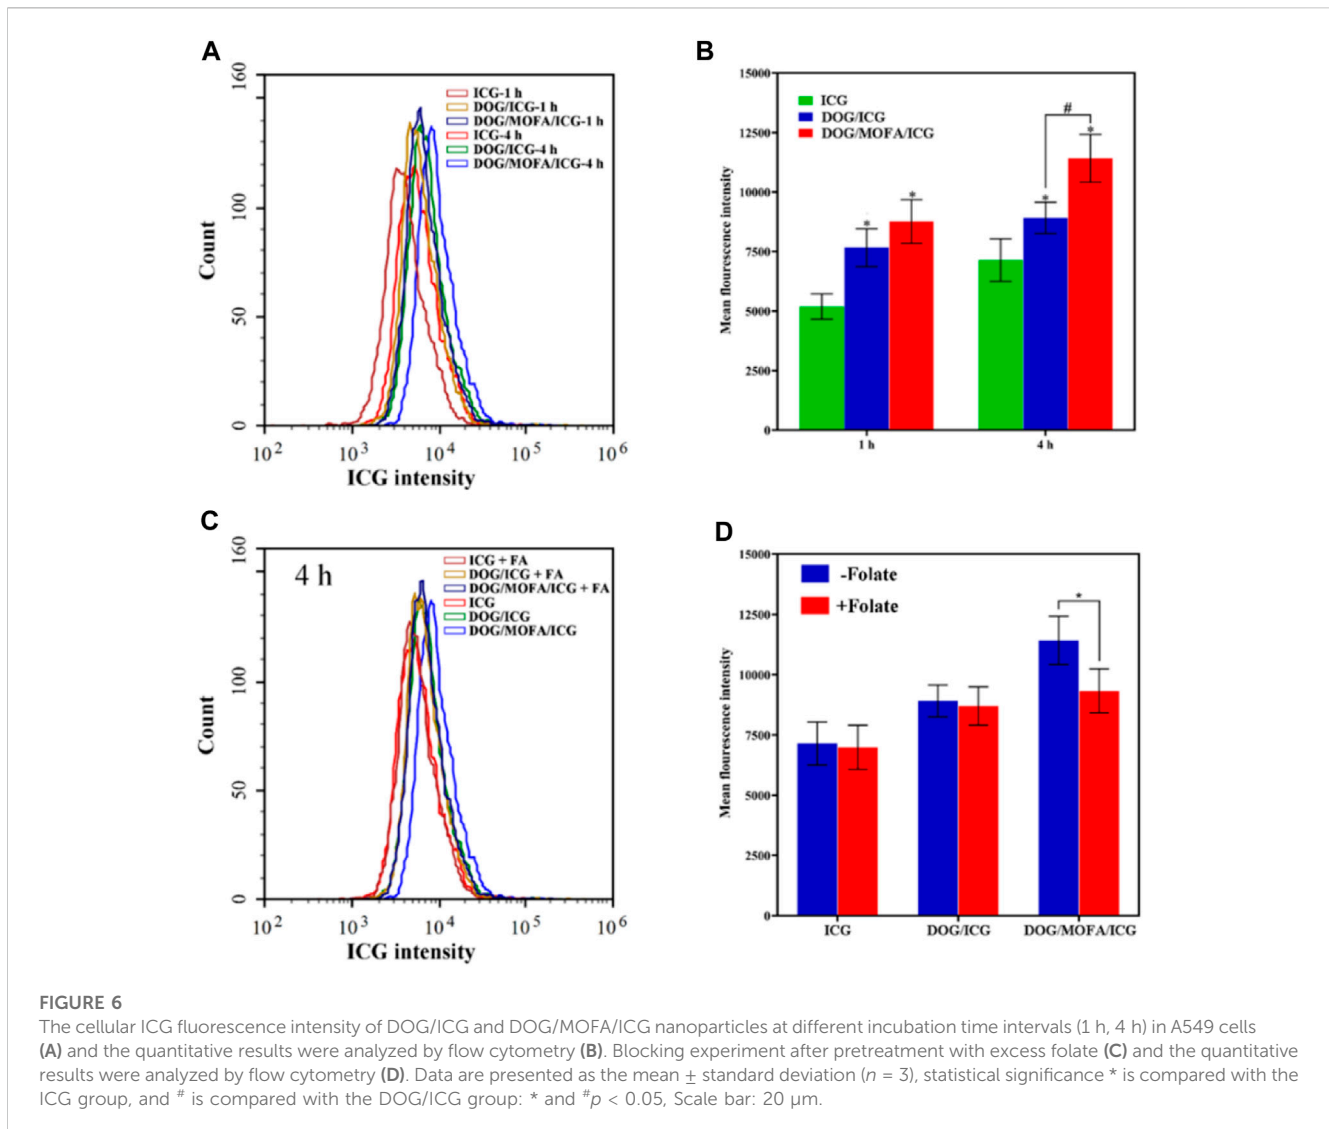 A
160
100
50
0
Count
10²
10³
10⁴
10⁵
10⁶
ICG intensity
ICG-1 h
DOG/ICG-1 h
DOG/MOFA/ICG-1 h
ICG-4 h
DOG/ICG-4 h
DOG/MOFA/ICG-4 h
B
15000
12500
10000
7500
5000
2500
0
Mean flourescence intensity
ICG
DOG/ICG
DOG/MOFA/ICG
* * * * #
1 h
4 h
C
160
100
50
0
Count
4 h
10²
10³
10⁴
10⁵
10⁶
ICG intensity
ICG + FA
DOG/ICG + FA
DOG/MOFA/ICG + FA
ICG
DOG/ICG
DOG/MOFA/ICG
D
15000
12500
10000
7500
5000
2500
0
Mean flourescence intensity
-Folate
+Folate
*
ICG
DOG/ICG
DOG/MOFA/ICG
FIGURE 6
The cellular ICG fluorescence intensity of DOG/ICG and DOG/MOFA/ICG nanoparticles at different incubation time intervals (1 h, 4 h) in A549 cells
(A) and the quantitative results were analyzed by flow cytometry (B). Blocking experiment after pretreatment with excess folate (C) and the quantitative
results were analyzed by flow cytometry (D). Data are presented as the mean ± standard deviation (n = 3), statistical significance * is compared with the
ICG group, and # is compared with the DOG/ICG group: * and #p < 0.05, Scale bar: 20 μm.